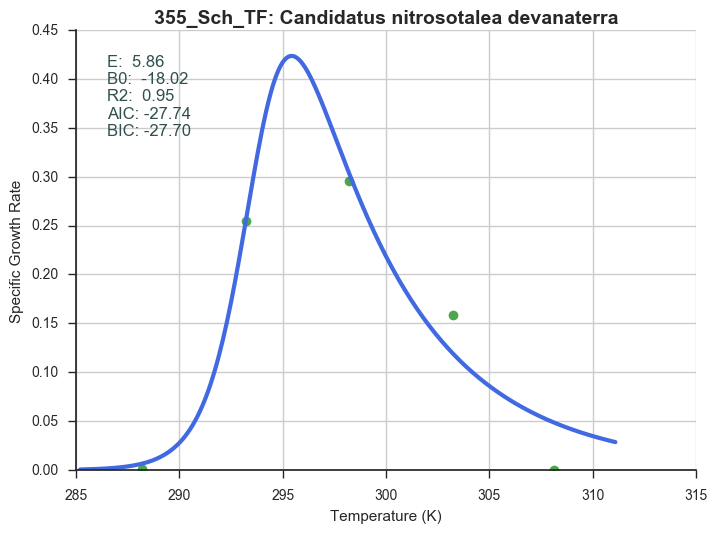 355_Sch_TF: Candidatus nitrosotalea devanaterra
E:  5.86
B0:  -18.02
R2:  0.95
AIC: -27.74
BIC: -27.70
Specific Growth Rate
0.45
0.40
0.35
0.30
0.25
0.20
0.15
0.10
0.05
0.00
285 290 295 300 305 310 315
Temperature (K)